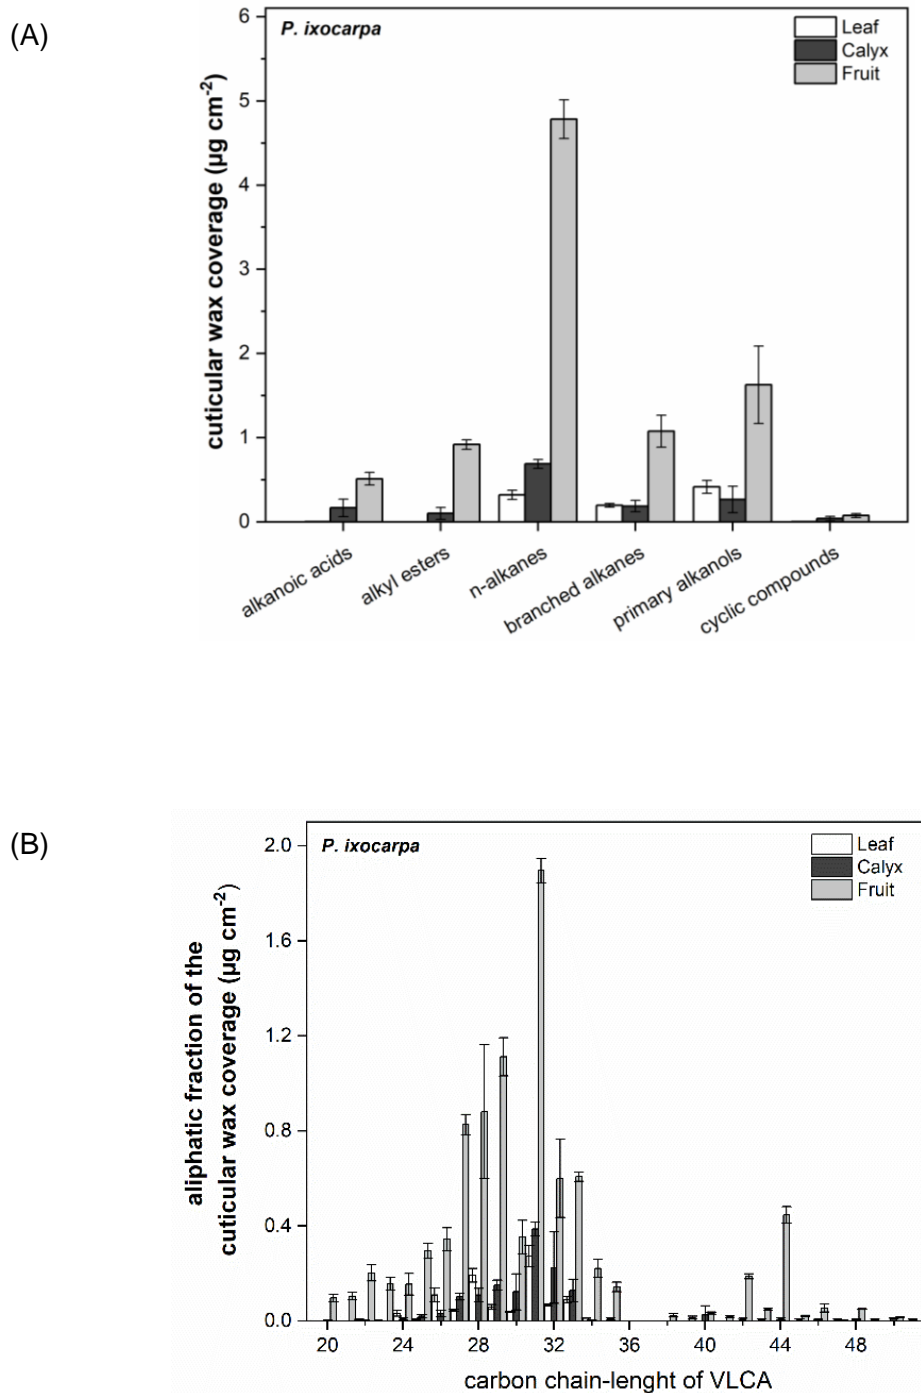 (A)
P. ixocarpa
Leaf
Calyx
Fruit
cuticular wax coverage (µg cm-2)
6
5
4
3
2
1
0
alkanoic acids
alkyl esters
n-alkanes
branched alkanes
primary alkanols
cyclic compounds
(B)
P. ixocarpa
Leaf
Calyx
Fruit
aliphatic fraction of the
cuticular wax coverage (µg cm-2)
2.0
1.6
1.2
0.8
0.4
0.0
20 24 28 32 36 40 44 48
carbon chain-lenght of VLCA